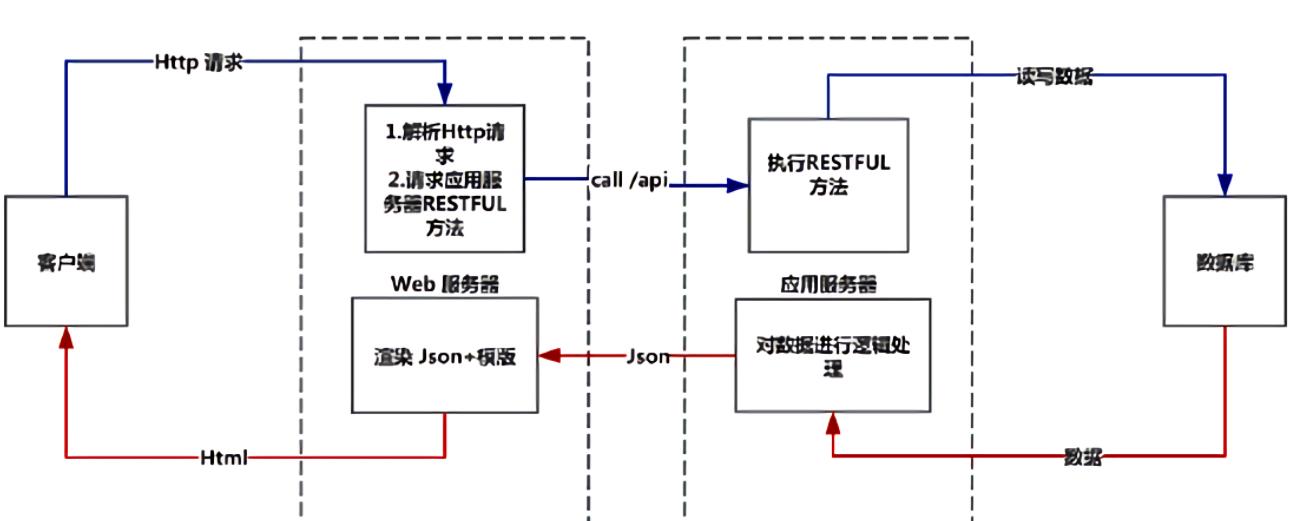 Http 请求
读写数据
1.解析Http请
求
2.请求应用服
务器RESTFUL
方法
call /api
执行RESTFUL
方法
客户端
数据库
Web 服务器
应用服务器
渲染 Json+模版
Json
对数据进行逻辑处
理
Html
数据